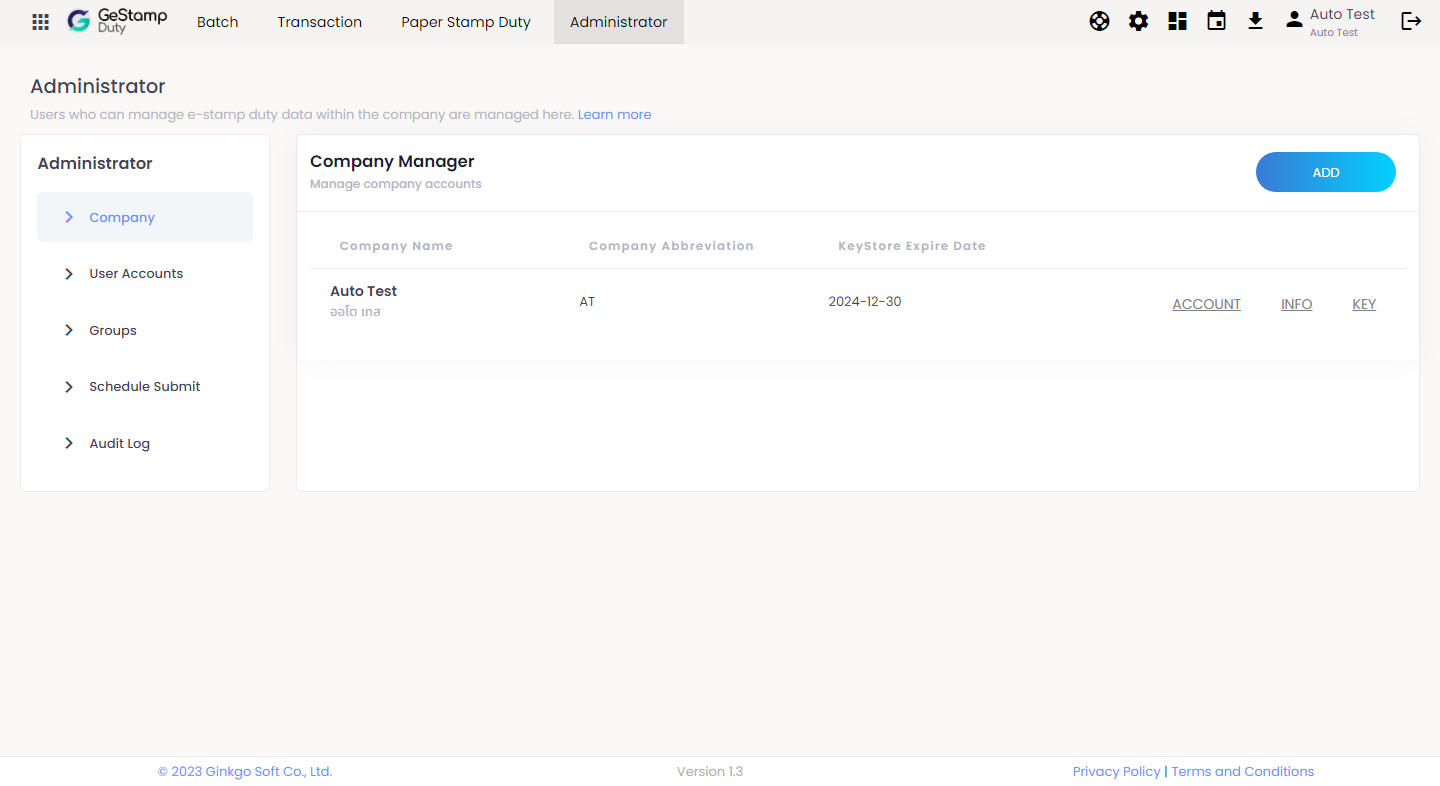 GeStamp
Duty
Batch
Transaction
Paper Stamp Duty
Administrator
Auto Test
Auto Test
Administrator
Users who can manage e-stamp duty data within the company are managed here. Learn more
Administrator
Company
User Accounts
Groups
Schedule Submit
Audit Log
Company Manager
Manage company accounts
ADD
Company Name Company Abbreviation KeyStore Expire Date
Auto Test
ออโต เทส
AT
2024-12-30
ACCOUNT INFO KEY
© 2023 Ginkgo Soft Co., Ltd.
Version 1.3
Privacy Policy | Terms and Conditions